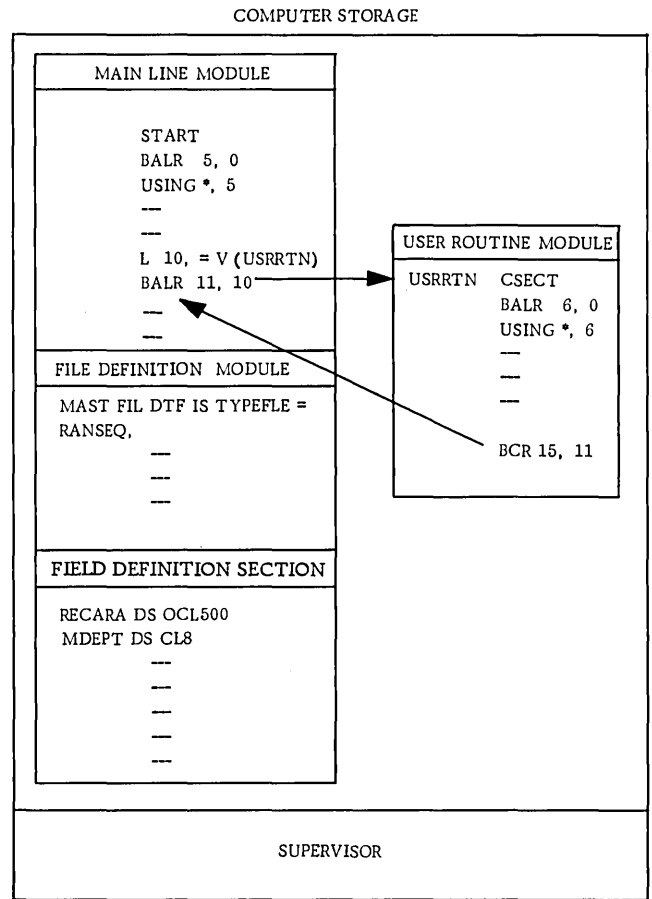 COMPUTER STORAGE
MAIN LINE MODULE
START
BALR 5, 0
USING *, 5
---
---
L 10, = V (USRRTN)
BALR 11, 10
---
---
FILE DEFINITION MODULE
MAST FIL DTF IS TYPEFLE =
RANSEQ,
---
---
---
FIELD DEFINITION SECTION
RECARA DS OCL500
MDEPT DS CL8
---
---
---
---
---
USER ROUTINE MODULE
USRRTN CSECT
BALR 6, 0
USING *, 6
---
---
---
BCR 15, 11
SUPERVISOR